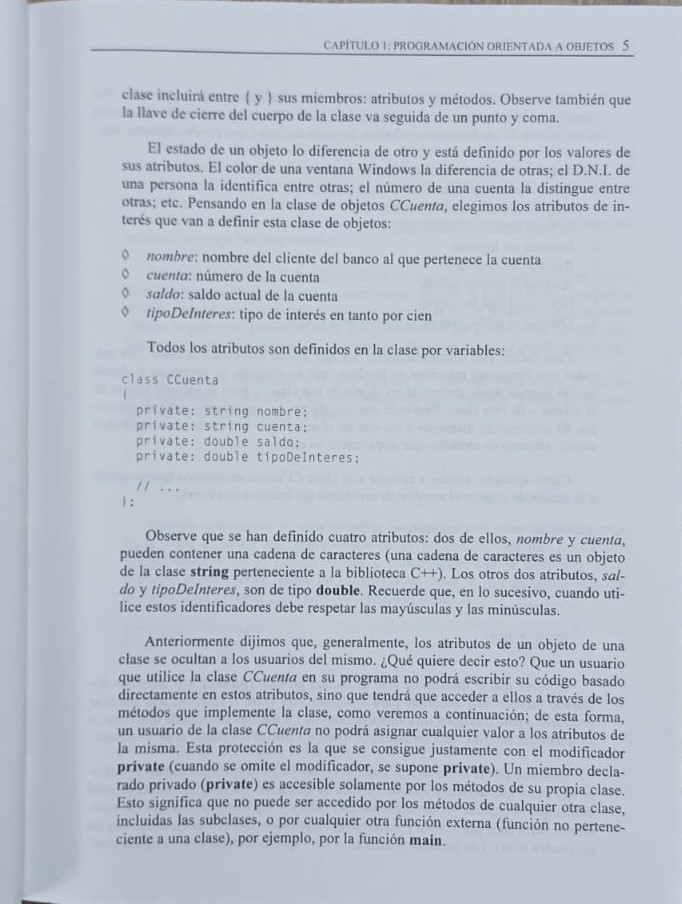 CAPÍTULO 1: PROGRAMACIÓN ORIENTADA A OBJETOS 5
clase incluirá entre { y } sus miembros: atributos y métodos. Observe también que
la llave de cierre del cuerpo de la clase va seguida de un punto y coma.
El estado de un objeto lo diferencia de otro y está definido por los valores de
sus atributos. El color de una ventana Windows la diferencia de otras; el D.N.I. de
una persona la identifica entre otras; el número de una cuenta la distingue entre
otras; etc. Pensando en la clase de objetos CCuenta, elegimos los atributos de in-
terés que van a definir esta clase de objetos:
◊ nombre: nombre del cliente del banco al que pertenece la cuenta
◊ cuenta: número de la cuenta
◊ saldo: saldo actual de la cuenta
◊ tipoDeInteres: tipo de interés en tanto por cien
Todos los atributos son definidos en la clase por variables:
class CCuenta
{
private: string nombre;
private: string cuenta;
private: double saldo;
private: double tipoDeInteres;
// ...
};
Observe que se han definido cuatro atributos: dos de ellos, nombre y cuenta,
pueden contener una cadena de caracteres (una cadena de caracteres es un objeto
de la clase string perteneciente a la biblioteca C++). Los otros dos atributos, sal-
do y tipoDeInteres, son de tipo double. Recuerde que, en lo sucesivo, cuando uti-
lice estos identificadores debe respetar las mayúsculas y las minúsculas.
Anteriormente dijimos que, generalmente, los atributos de un objeto de una
clase se ocultan a los usuarios del mismo. ¿Qué quiere decir esto? Que un usuario
que utilice la clase CCuenta en su programa no podrá escribir su código basado
directamente en estos atributos, sino que tendrá que acceder a ellos a través de los
métodos que implemente la clase, como veremos a continuación; de esta forma,
un usuario de la clase CCuenta no podrá asignar cualquier valor a los atributos de
la misma. Esta protección es la que se consigue justamente con el modificador
private (cuando se omite el modificador, se supone private). Un miembro decla-
rado privado (private) es accesible solamente por los métodos de su propia clase.
Esto significa que no puede ser accedido por los métodos de cualquier otra clase,
incluidas las subclases, o por cualquier otra función externa (función no pertene-
ciente a una clase), por ejemplo, por la función main.